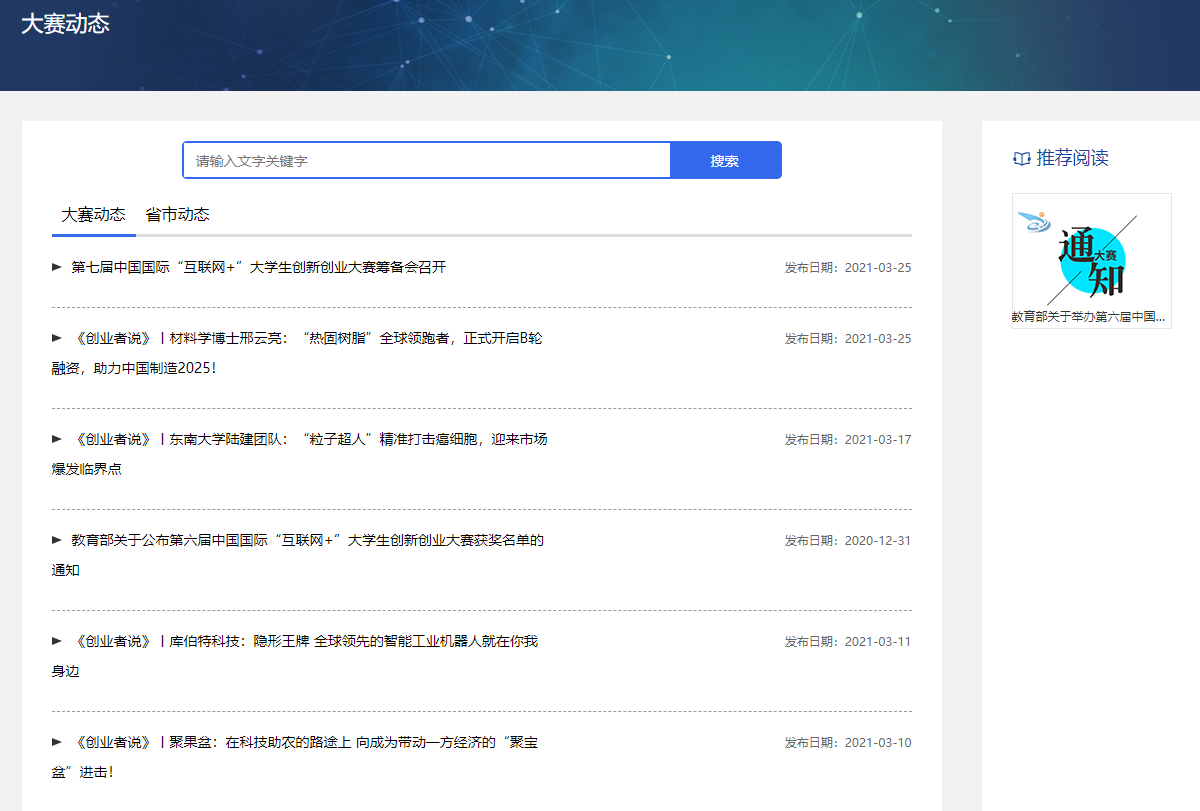 大赛动态
请输入文字关键字
搜索
大赛动态 省市动态
► 第七届中国国际“互联网+”大学生创新创业大赛筹备会召开
发布日期：2021-03-25
► 《创业者说》丨材料学博士邢云亮：“热固树脂”全球领跑者，正式开启B轮
融资，助力中国制造2025！
发布日期：2021-03-25
► 《创业者说》丨东南大学陆建团队：“粒子超人”精准打击癌细胞，迎来市场
爆发临界点
发布日期：2021-03-17
► 教育部关于公布第六届中国国际“互联网+”大学生创新创业大赛获奖名单的
通知
发布日期：2020-12-31
► 《创业者说》丨库伯特科技：隐形王牌 全球领先的智能工业机器人就在你我
身边
发布日期：2021-03-11
► 《创业者说》丨聚果盆：在科技助农的路途上 向成为带动一方经济的“聚宝
盆”进击！
发布日期：2021-03-10
推荐阅读
通
大赛
知
教育部关于举办第六届中国...